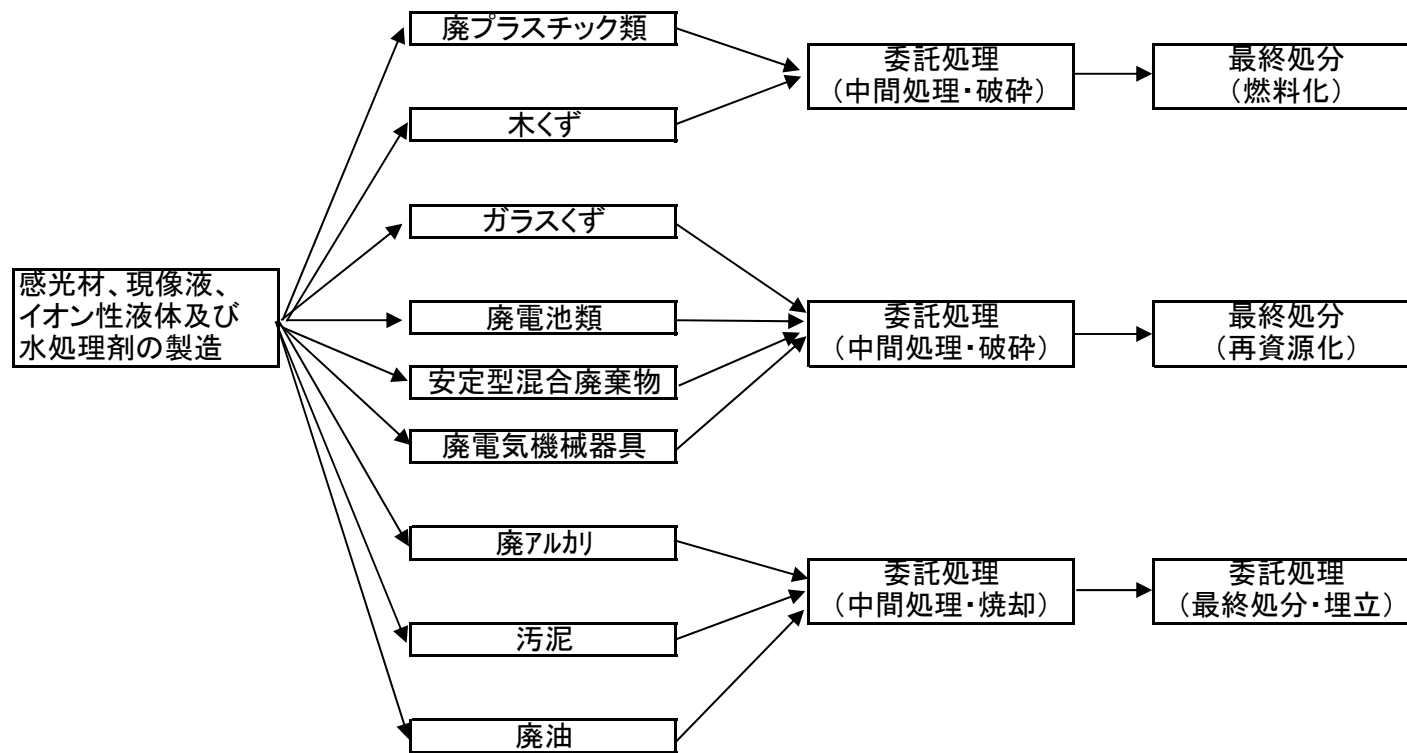 廃プラスチック類
木くず
ガラスくず
廃電池類
安定型混合廃棄物
廃電気機械器具
廃アルカリ
汚泥
廃油
感光材、現像液、
イオン性液体及び
水処理剤の製造
委託処理
（中間処理・破砕）
最終処分
（燃料化）
委託処理
（中間処理・破砕）
最終処分
（再資源化）
委託処理
（中間処理・焼却）
委託処理
（最終処分・埋立）